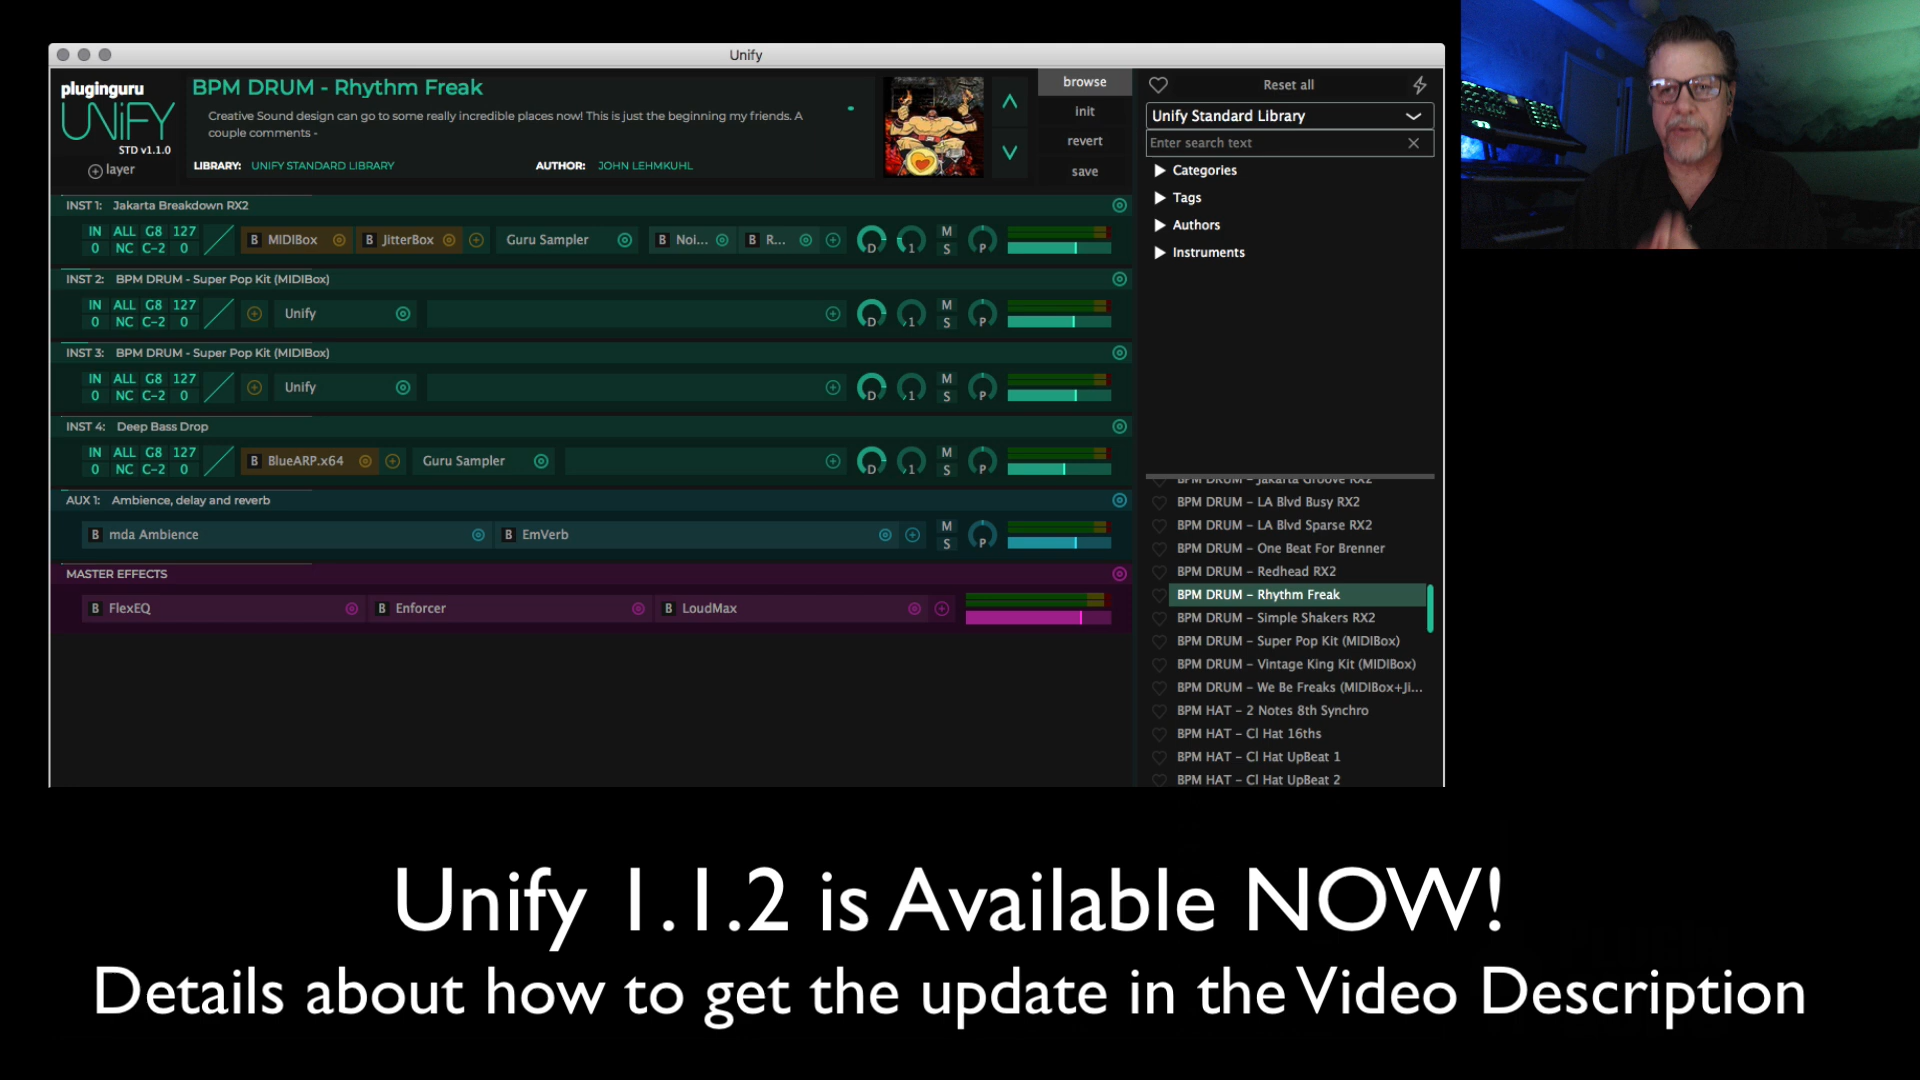 Unify
pluginguru
UNiFY
STD v1.1.0
layer
BPM DRUM - Rhythm Freak
Creative Sound design can go to some really incredible places now! This is just the beginning my friends. A
couple comments -
LIBRARY: UNIFY STANDARD LIBRARY AUTHOR: JOHN LEHMKUHL
browse
init
revert
save
Reset all
Unify Standard Library
Enter search text
Categories
Tags
Authors
Instruments
INST 1: Jakarta Breakdown RX2
IN ALL G8 127 B MIDIBox B JitterBox Guru Sampler B Noi... B R... D 1 M P
0 NC C-2 0 S
INST 2: BPM DRUM - Super Pop Kit (MIDIBox)
IN ALL G8 127 Unify D 1 M P
0 NC C-2 0 S
INST 3: BPM DRUM - Super Pop Kit (MIDIBox)
IN ALL G8 127 Unify D 1 M P
0 NC C-2 0 S
INST 4: Deep Bass Drop
IN ALL G8 127 B BlueARP.x64 Guru Sampler D 1 M P
0 NC C-2 0 S
AUX 1: Ambience, delay and reverb
B mda Ambience B EmVerb M P
S
MASTER EFFECTS
B FlexEQ B Enforcer B LoudMax
BPM DRUM - Jakarta Groove RX2
BPM DRUM - LA Blvd Busy RX2
BPM DRUM - LA Blvd Sparse RX2
BPM DRUM - One Beat For Brenner
BPM DRUM - Redhead RX2
BPM DRUM - Rhythm Freak
BPM DRUM - Simple Shakers RX2
BPM DRUM - Super Pop Kit (MIDIBox)
BPM DRUM - Vintage King Kit (MIDIBox)
BPM DRUM - We Be Freaks (MIDIBox+Ji...
BPM HAT - 2 Notes 8th Synchro
BPM HAT - Cl Hat 16ths
BPM HAT - Cl Hat UpBeat 1
BPM HAT - Cl Hat UpBeat 2
Unify 1.1.2 is Available NOW!
Details about how to get the update in the Video Description